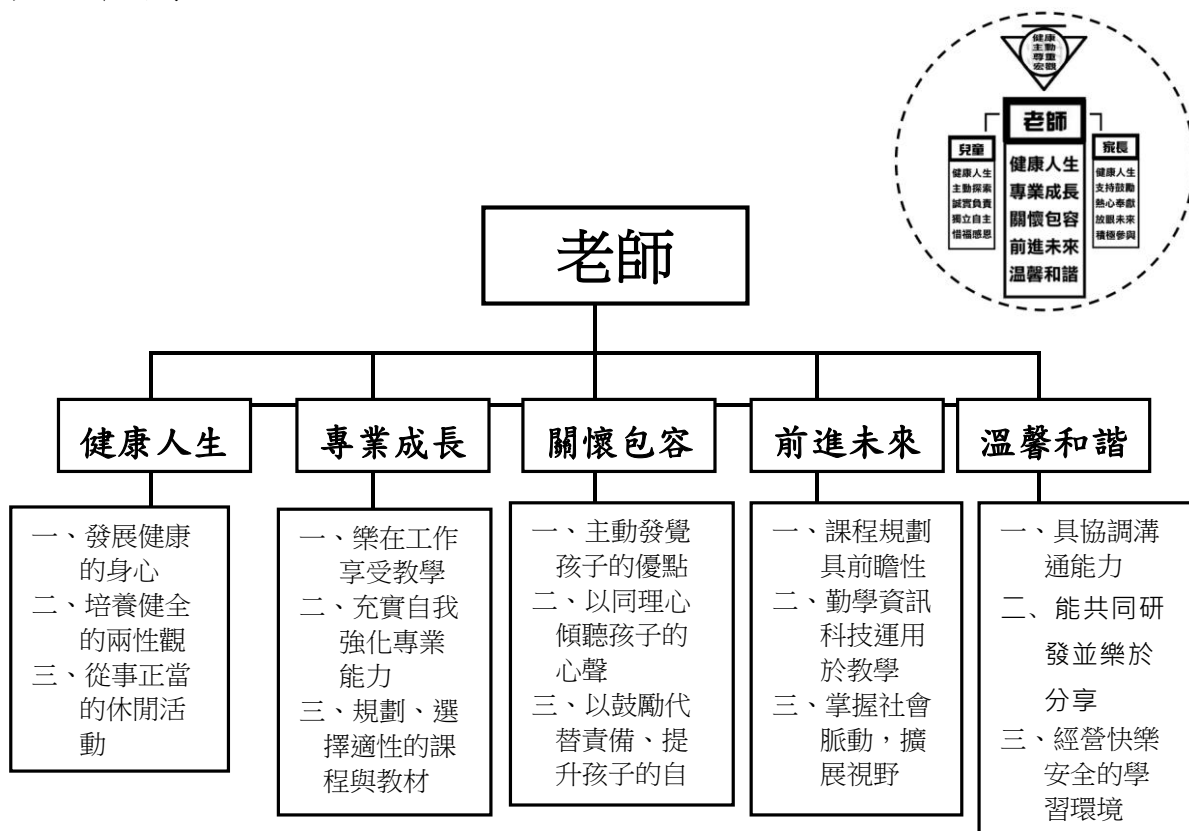 健康
主動
尊重
宏觀
老師
健康人生
專業成長
關懷包容
前進未來
溫馨和諧
兒童
健康人生
主動探索
誠實負責
獨立自主
惜福感恩
家長
健康人生
支持鼓勵
熱心奉獻
放眼未來
積極參與
老師
健康人生
一、發展健康
的身心
二、培養健全
的兩性觀
三、從事正當
的休閒活
動
專業成長
一、樂在工作
享受教學
二、充實自我
強化專業
能力
三、規劃、選
擇適性的課
程與教材
關懷包容
一、主動發覺
孩子的優點
二、以同理心
傾聽孩子的
心聲
三、以鼓勵代
替責備、提
升孩子的自
前進未來
一、課程規劃
具前瞻性
二、勤學資訊
科技運用
於教學
三、掌握社會
脈動，擴
展視野
溫馨和諧
一、具協調溝
通能力
二、能共同研
發並樂於
分享
三、經營快樂
安全的學
習環境